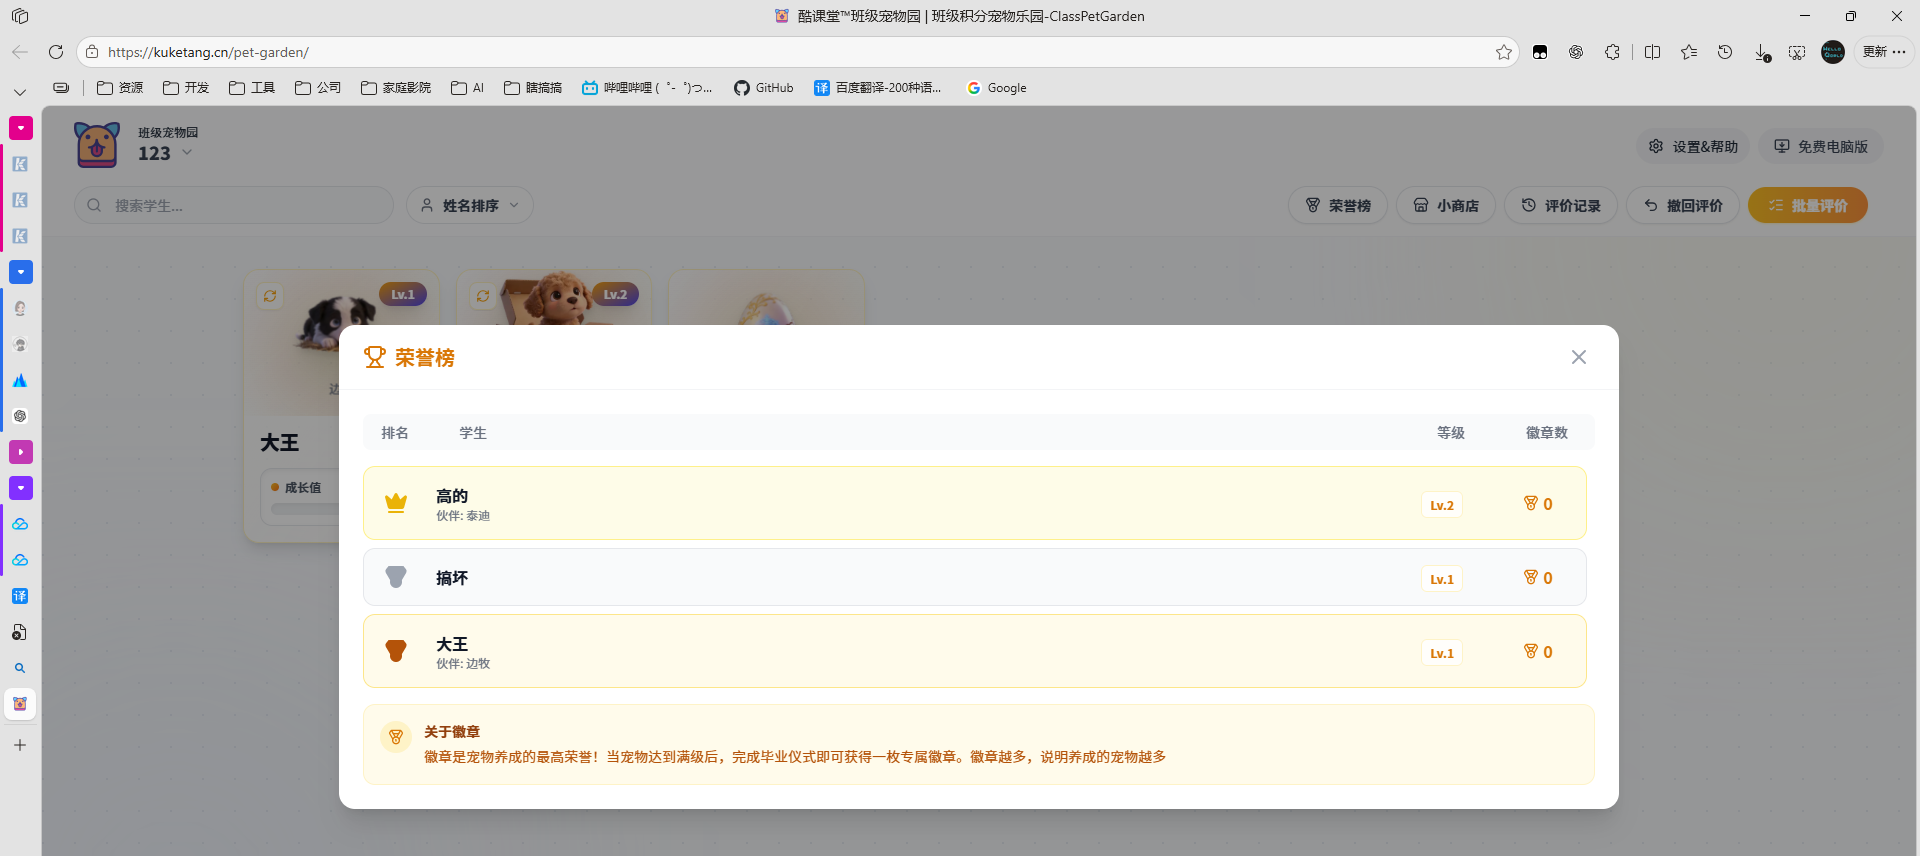 酷课堂™班级宠物园 | 班级积分宠物乐园-ClassPetGarden
https://kuketang.cn/pet-garden/
更新
资源
开发
工具
公司
家庭影院
AI
瞎搞搞
哔哩哔哩 (゜-゜)つ...
GitHub
百度翻译-200种语...
Google
班级宠物园
123
设置&帮助
免费电脑版
搜索学生...
姓名排序
荣誉榜
小商店
评价记录
撤回评价
批量评价
Lv.1
Lv.2
边
大王
成长值
荣誉榜
排名 学生 等级 徽章数
高的
伙伴: 泰迪
Lv.2
0
搞坏
Lv.1
0
大王
伙伴: 边牧
Lv.1
0
关于徽章
徽章是宠物养成的最高荣誉！当宠物达到满级后，完成毕业仪式即可获得一枚专属徽章。徽章越多，说明养成的宠物越多
译